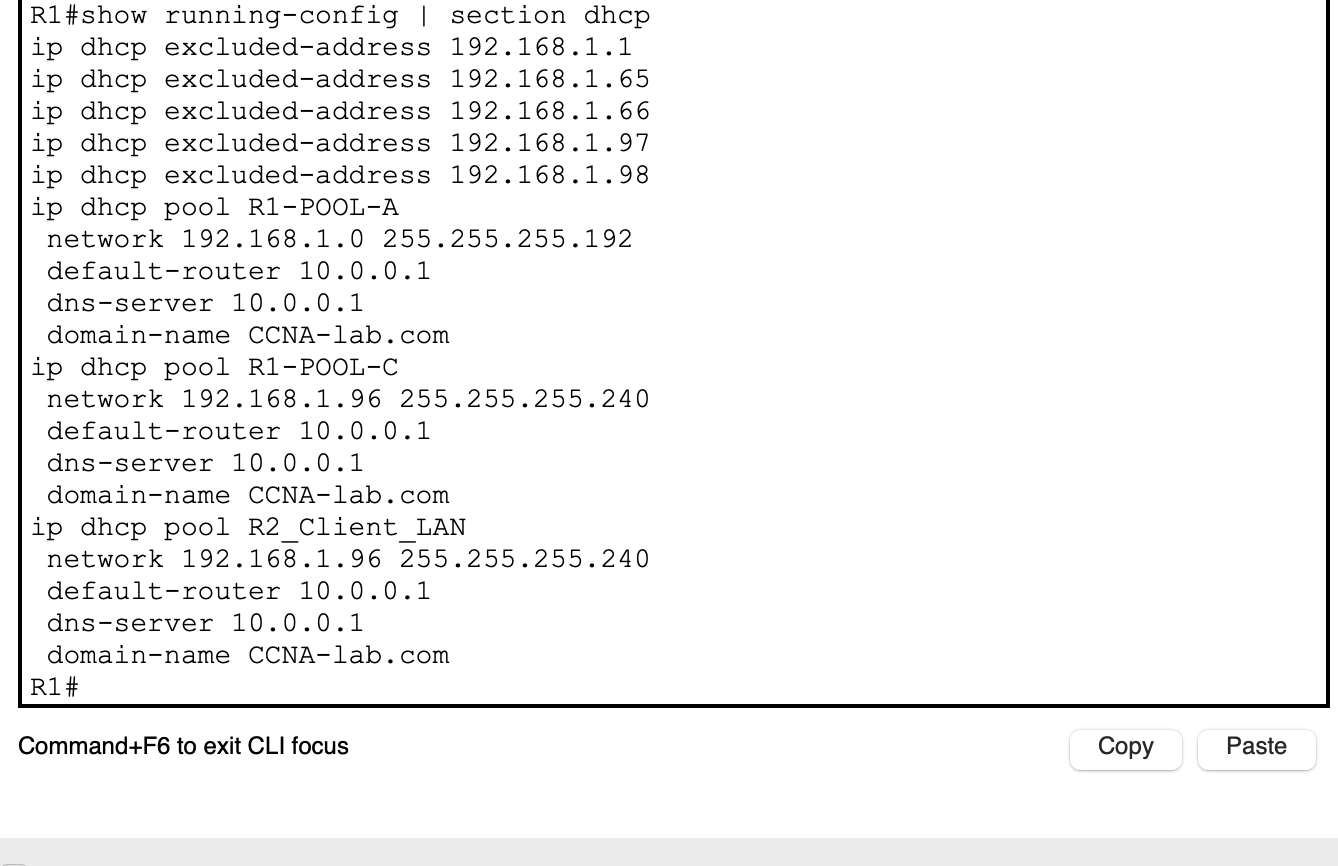 R1#show running-config | section dhcp
ip dhcp excluded-address 192.168.1.1
ip dhcp excluded-address 192.168.1.65
ip dhcp excluded-address 192.168.1.66
ip dhcp excluded-address 192.168.1.97
ip dhcp excluded-address 192.168.1.98
ip dhcp pool R1-POOL-A
 network 192.168.1.0 255.255.255.192
 default-router 10.0.0.1
 dns-server 10.0.0.1
 domain-name CCNA-lab.com
ip dhcp pool R1-POOL-C
 network 192.168.1.96 255.255.255.240
 default-router 10.0.0.1
 dns-server 10.0.0.1
 domain-name CCNA-lab.com
ip dhcp pool R2_Client_LAN
 network 192.168.1.96 255.255.255.240
 default-router 10.0.0.1
 dns-server 10.0.0.1
 domain-name CCNA-lab.com
R1#
Command+F6 to exit CLI focus
Copy
Paste